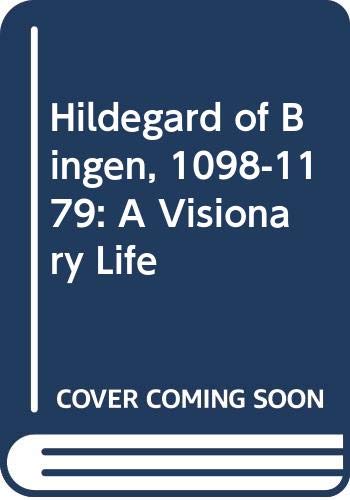 Hildegard of B
ingen, 1098-11
79: A Visiona
ry Life
COVER COMING SOON